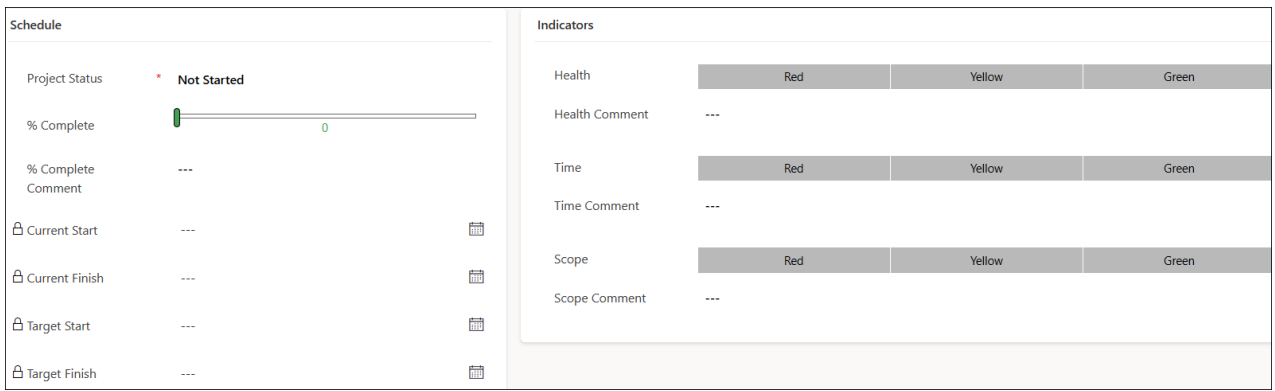 Schedule
Project Status * Not Started
% Complete 0
% Complete Comment ---
Current Start ---
Current Finish ---
Target Start ---
Target Finish ---
Indicators
Health Red Yellow Green
Health Comment ---
Time Red Yellow Green
Time Comment ---
Scope Red Yellow Green
Scope Comment ---